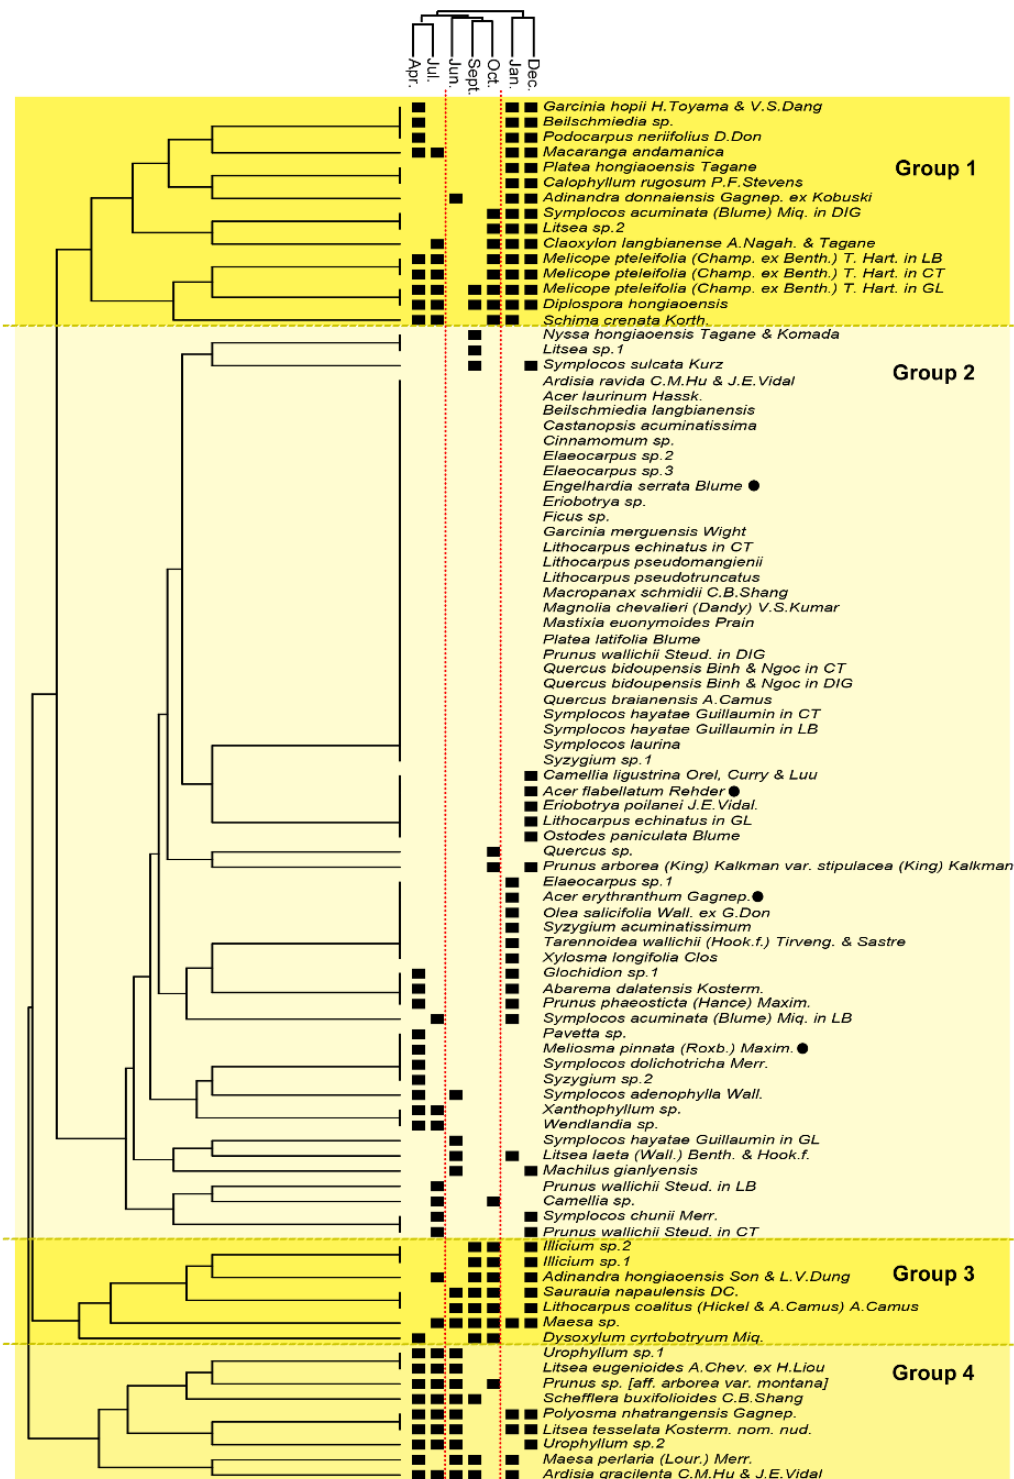 Apr. Jul. Jun. Sept. Oct. Jan. Dec.
Garcinia hopii H.Toyama & V.S.Dang
Beilschmiedia sp.
Podocarpus neriifolius D.Don
Macaranga andamanica
Platea hongiaoensis Tagane
Group 1
Calophyllum rugosum P.F.Stevens
Adinandra donnaiensis Gagnep. ex Kobuski
Symplocos acuminata (Blume) Miq. in DIG
Litsea sp.2
Claoxylon langbianense A.Nagah. & Tagane
Melicope pteleifolia (Champ. ex Benth.) T. Hart. in LB
Melicope pteleifolia (Champ. ex Benth.) T. Hart. in CT
Melicope pteleifolia (Champ. ex Benth.) T. Hart. in GL
Diplospora hongiaoensis
Schima crenata Korth.
Nyssa hongiaoensis Tagane & Komada
Litsea sp.1
Symplocos sulcata Kurz
Group 2
Ardisia ravida C.M.Hu & J.E.Vidal
Acer laurinum Hassk.
Beilschmiedia langbianensis
Castanopsis acuminatissima
Cinnamomum sp.
Elaeocarpus sp.2
Elaeocarpus sp.3
Engelhardia serrata Blume
Eriobotrya sp.
Ficus sp.
Garcinia merguensis Wight
Lithocarpus echinatus in CT
Lithocarpus pseudomangienii
Lithocarpus pseudotruncatus
Macropanax schmidii C.B.Shang
Magnolia chevalieri (Dandy) V.S.Kumar
Mastixia euonymoides Prain
Platea latifolia Blume
Prunus wallichii Steud. in DIG
Quercus bidoupensis Binh & Ngoc in CT
Quercus bidoupensis Binh & Ngoc in DIG
Quercus braianensis A.Camus
Symplocos hayatae Guillaumin in CT
Symplocos hayatae Guillaumin in LB
Symplocos laurina
Syzygium sp.1
Camellia ligustrina Orel, Curry & Luu
Acer flabellatum Rehder
Eriobotrya poilanei J.E.Vidal.
Lithocarpus echinatus in GL
Ostodes paniculata Blume
Quercus sp.
Prunus arborea (King) Kalkman var. stipulacea (King) Kalkman
Elaeocarpus sp.1
Acer erythranthum Gagnep.
Olea salicifolia Wall. ex G.Don
Syzygium acuminatissimum
Tarennoidea wallichii (Hook.f.) Tirveng. & Sastre
Xylosma longifolia Clos
Glochidion sp.1
Abarema dalatensis Kosterm.
Prunus phaeosticta (Hance) Maxim.
Symplocos acuminata (Blume) Miq. in LB
Pavetta sp.
Meliosma pinnata (Roxb.) Maxim.
Symplocos dolichotricha Merr.
Syzygium sp.2
Symplocos adenophylla Wall.
Xanthophyllum sp.
Wendlandia sp.
Symplocos hayatae Guillaumin in GL
Litsea laeta (Wall.) Benth. & Hook.f.
Machilus gianlyensis
Prunus wallichii Steud. in LB
Camellia sp.
Symplocos chunii Merr.
Prunus wallichii Steud. in CT
Illicium sp.2
Illicium sp.1
Adinandra hongiaoensis Son & L.V.Dung
Group 3
Saurauia napaulensis DC.
Lithocarpus coalitus (Hickel & A.Camus) A.Camus
Maesa sp.
Dysoxylum cyrtobotryum Miq.
Urophyllum sp.1
Litsea eugenioides A.Chev. ex H.Liou
Group 4
Prunus sp. [aff. arborea var. montana]
Schefflera buxifolioides C.B.Shang
Polyosma nhatrangensis Gagnep.
Litsea tesselata Kosterm. nom. nud.
Urophyllum sp.2
Maesa perlaria (Lour.) Merr.
Ardisia gracilenta C.M.Hu & J.E.Vidal